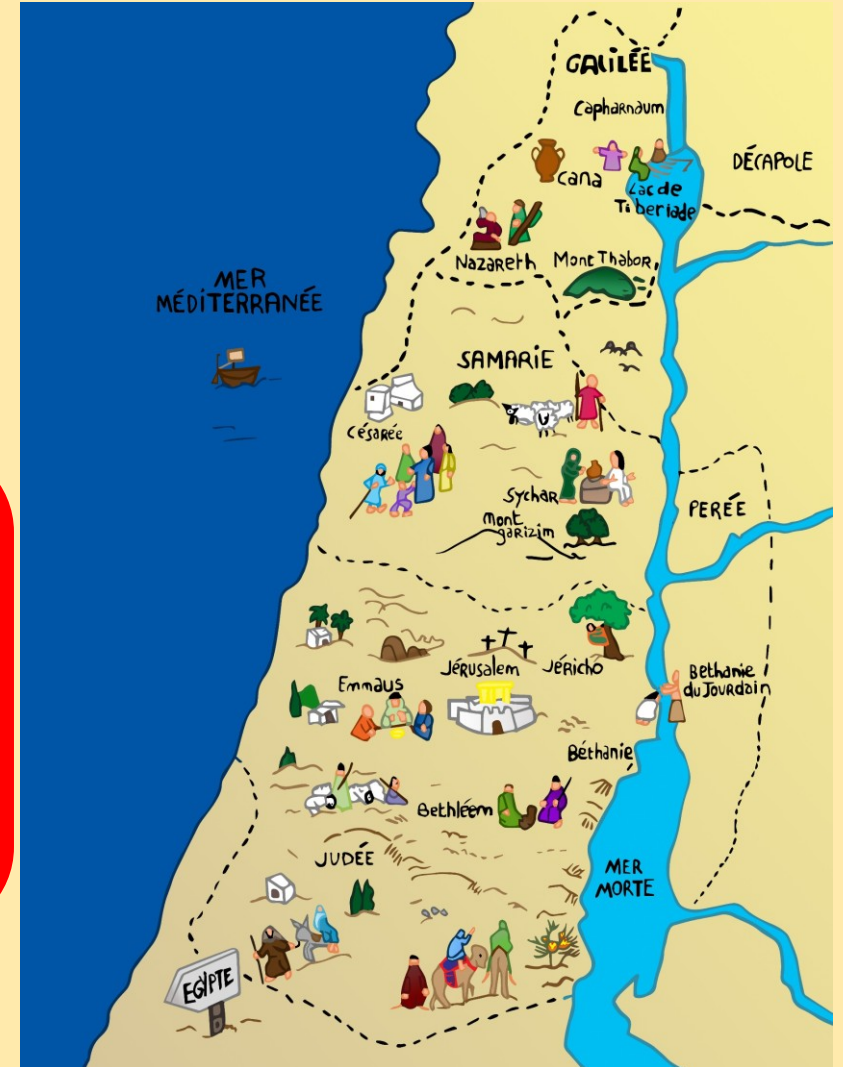 GALILÉE
Capharnaum
DÉCAPOLE
Cana
Lac de
Tiberiade
Nazareth
Mont Thabor
MER
MÉDITERRANÉE
SAMARIE
Césarée
Sychar
Mont
garizim
PERÉE
Jérusalem
Jéricho
Emmaus
Bethanie
du Jourdain
Béthanie
Bethléem
JUDÉE
MER
MORTE
EGYPTE